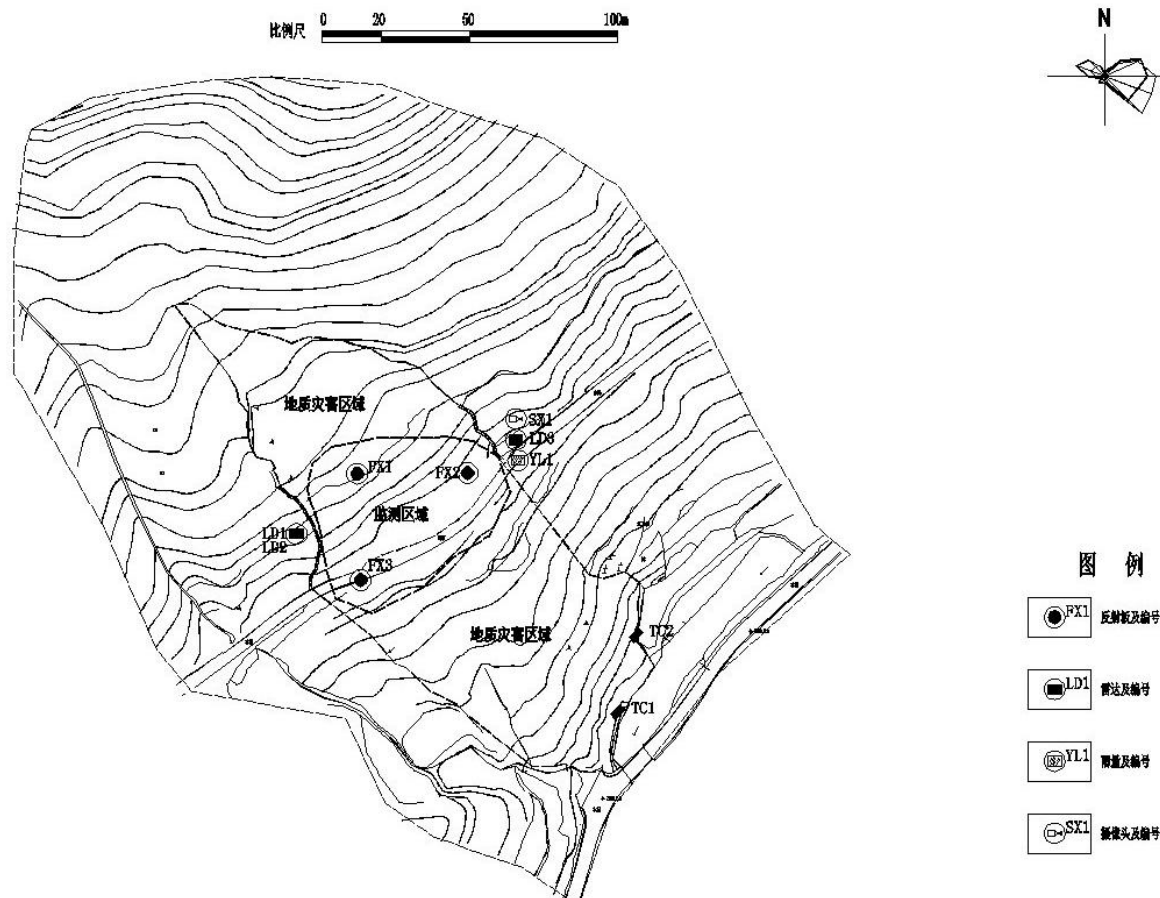 比例尺 0 20 50 100m
N
地质灾害区域
SX1
LD3
YL1
FX1
FX2
监测区域
LD1
LD2
FX3
地质灾害区域
TC2
TC1
图 例
FX1 反射板及编号
LD1 雷达及编号
YL1 雨量及编号
SX1 摄像头及编号